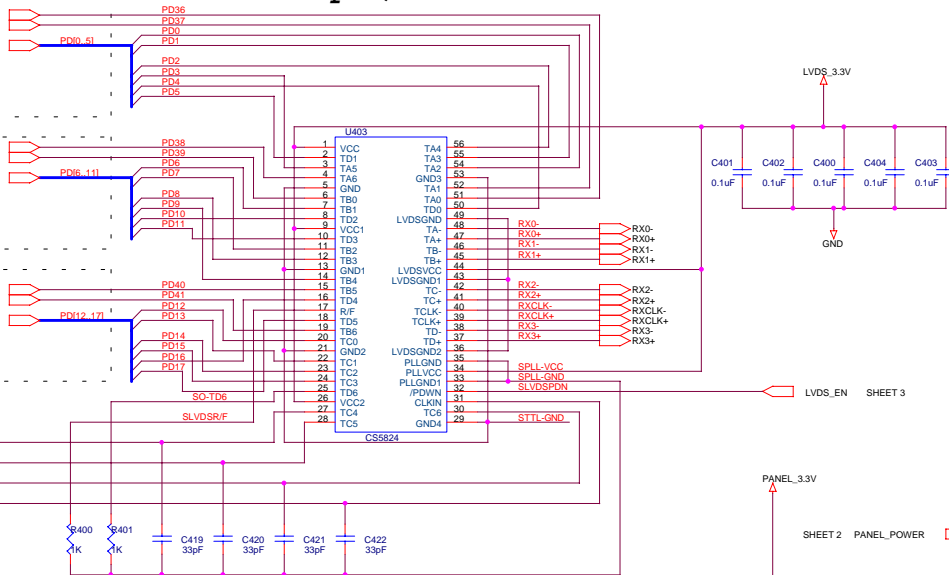 PD36
PD37
PD0
PD[0..5]
PD1
PD2
PD3
PD4
PD5
LVDS_3.3V
U403
PD38
PD39
PD6
PD[6..11]
PD7
PD8
PD9
PD10
PD11
PD40
PD41
PD12
PD[12..17]
PD13
PD14
PD15
PD16
PD17
SO-TD6
SLVDSR/F
1 VCC TA4 56
2 TD1 TA3 55
3 TA5 TA2 54
4 TA6 GND3 53
5 GND TA1 52
6 TB0 TA0 51
7 TB1 TD0 50
8 TD2 LVDSGND 49
9 VCC1 TA- 48 RX0- RX0-
10 TD3 TA+ 47 RX0+ RX0+
11 TB2 TB- 46 RX1- RX1-
12 TB3 TB+ 45 RX1+ RX1+
13 GND1 LVDSVCC 44
14 TB4 LVDSGND1 43
15 TB5 TC- 42 RX2- RX2-
16 TD4 TC+ 41 RX2+ RX2+
17 R/F TCLK- 40 RXCLK- RXCLK-
18 TD5 TCLK+ 39 RXCLK+ RXCLK+
19 TB6 TD- 38 RX3- RX3-
20 TC0 TD+ 37 RX3+ RX3+
21 GND2 LVDSGND2 36
22 TC1 PLLGND 35
23 TC2 PLLVCC 34 SPLL-VCC
24 TC3 PLLGND1 33 SPLL-GND
25 TD6 /PDWN 32 SLVDSPDN
26 VCC2 CLKIN 31
27 TC4 TC6 30
28 TC5 GND4 29 STTL-GND
CS5824
C401 C402 C400 C404 C403
0.1uF 0.1uF 0.1uF 0.1uF 0.1uF
GND
LVDS_EN SHEET 3
PANEL_3.3V
SHEET 2 PANEL_POWER
R400 R401 C419 C420 C421 C422
1K 1K 33pF 33pF 33pF 33pF